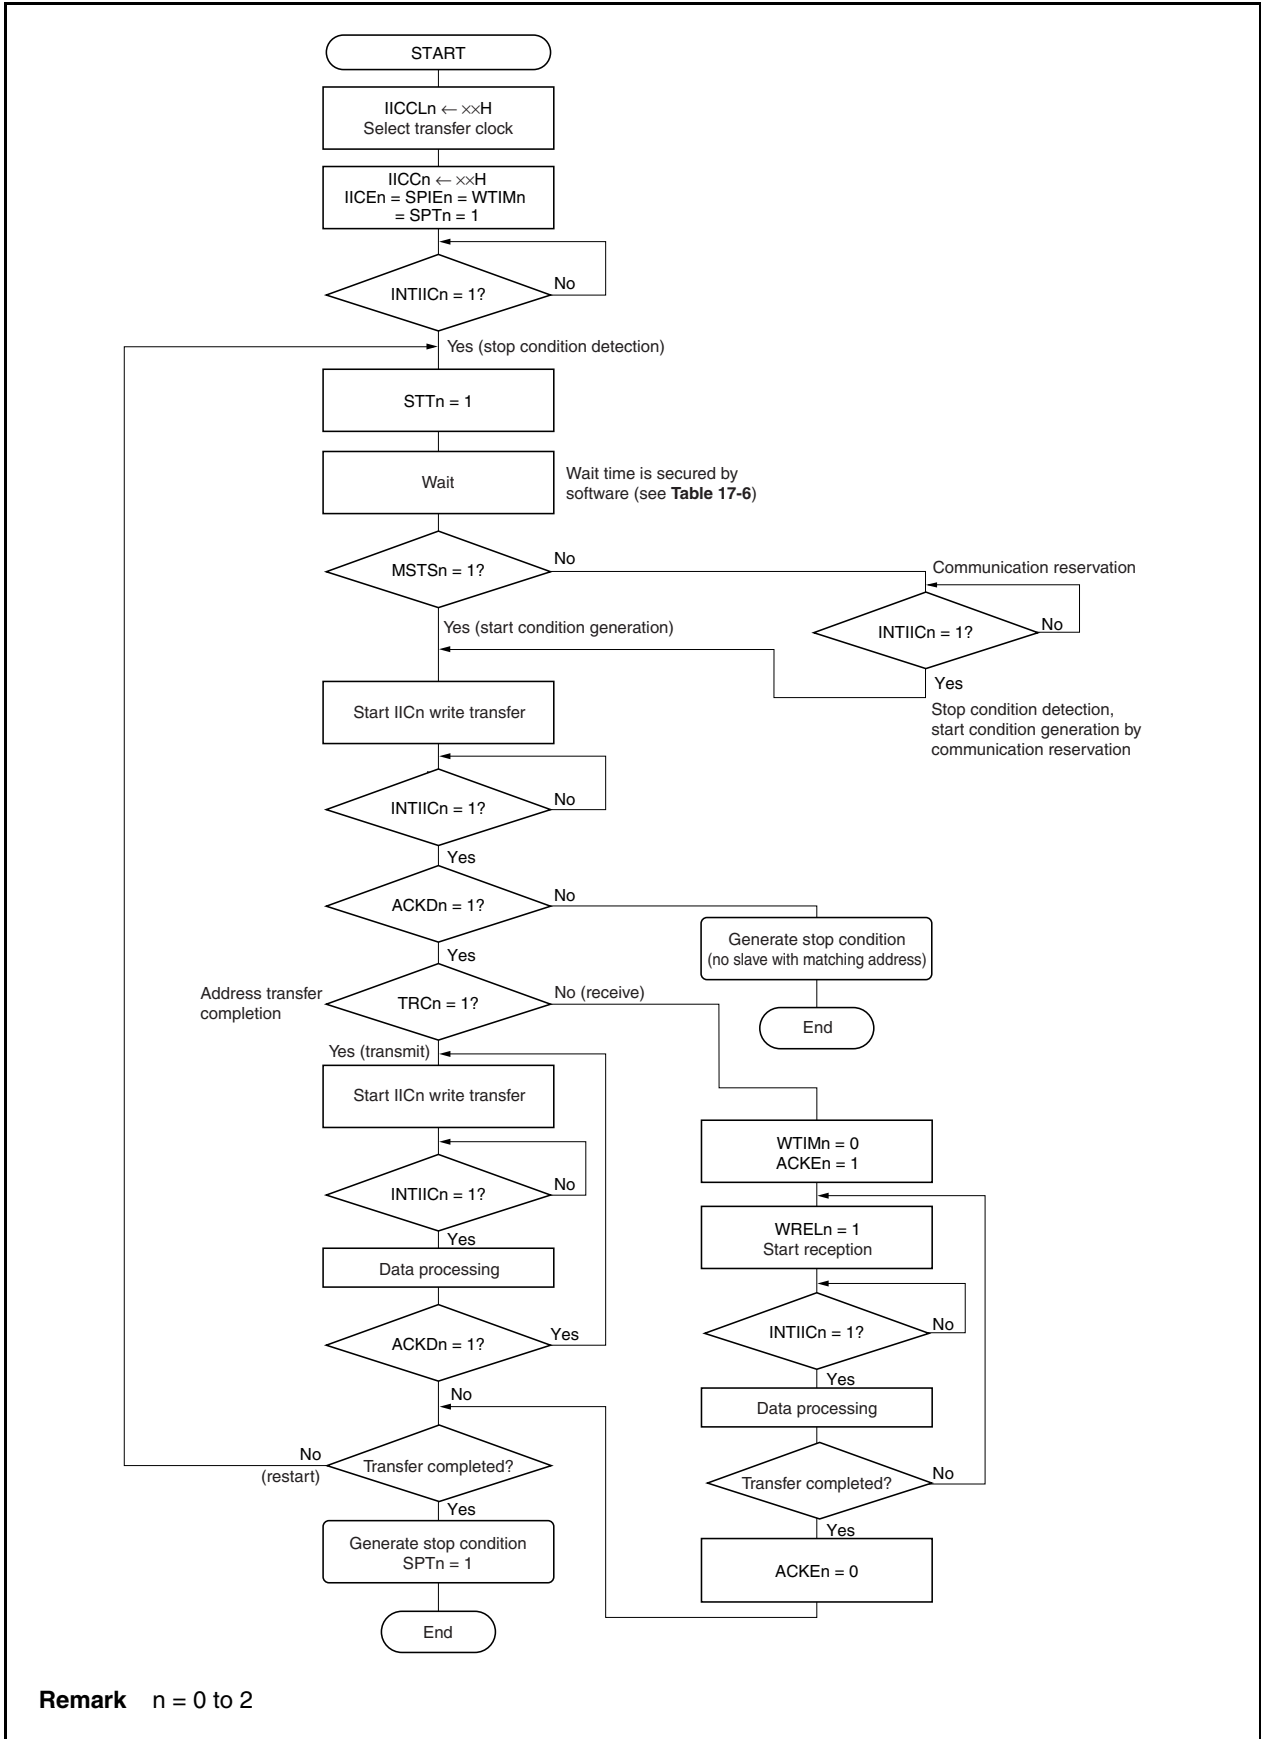 START
IICCLn ← ××H
Select transfer clock
IICCn ← ××H
IICEn = SPIEn = WTIMn
= SPTn = 1
INTIICn = 1?
No
Yes (stop condition detection)
STTn = 1
Wait
Wait time is secured by
software (see Table 17-6)
MSTSn = 1?
No
Communication reservation
INTIICn = 1?
No
Yes (start condition generation)
Yes
Stop condition detection,
start condition generation by
communication reservation
Start IICn write transfer
INTIICn = 1?
No
Yes
ACKDn = 1?
No
Generate stop condition
(no slave with matching address)
End
Yes
Address transfer
completion
TRCn = 1?
No (receive)
Yes (transmit)
Start IICn write transfer
INTIICn = 1?
No
Yes
Data processing
ACKDn = 1?
Yes
No
WTIMn = 0
ACKEn = 1
WRELn = 1
Start reception
INTIICn = 1?
No
Yes
Data processing
Transfer completed?
No
Yes
ACKEn = 0
No
(restart)
Transfer completed?
Yes
Generate stop condition
SPTn = 1
End
Remark n = 0 to 2